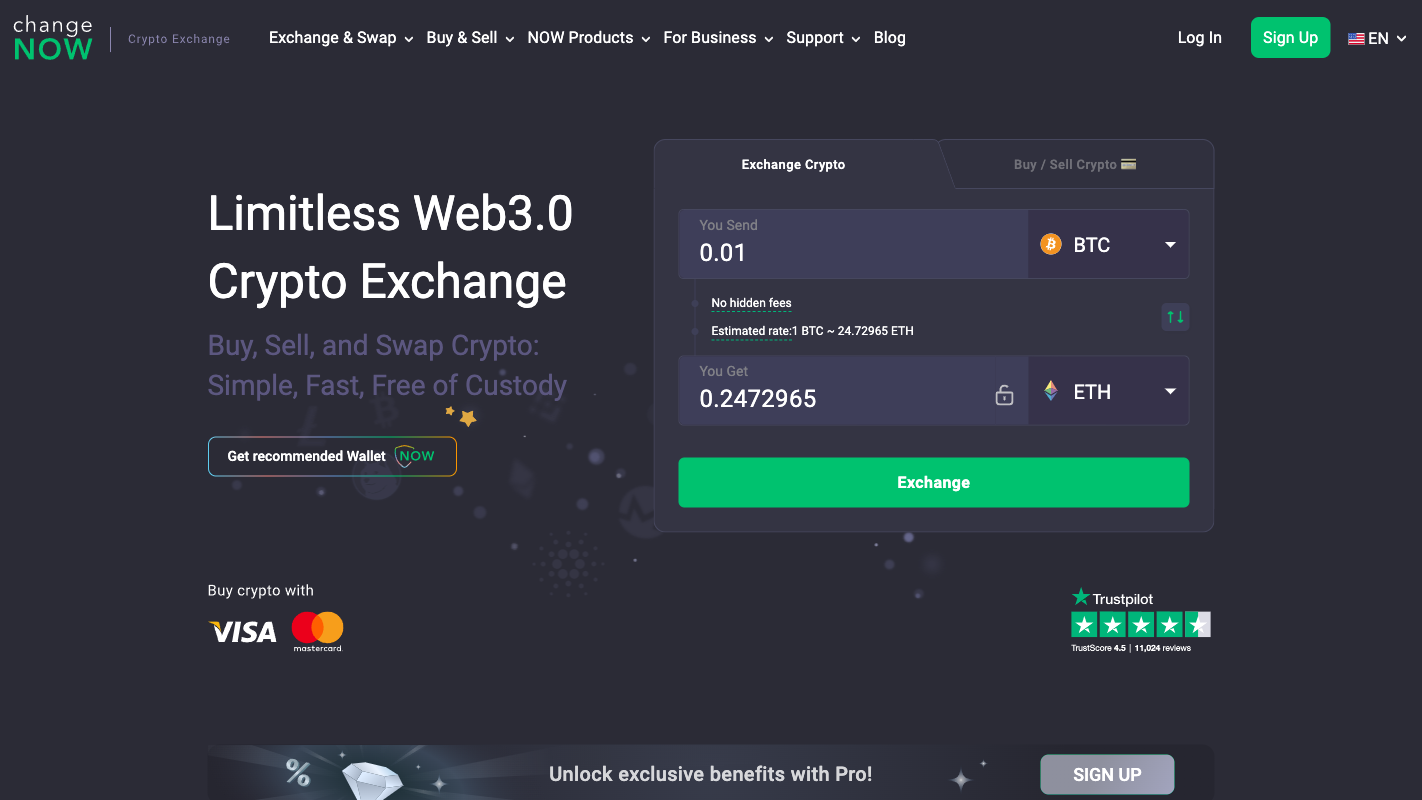 change
NOW
Crypto Exchange
Exchange & Swap
Buy & Sell
NOW Products
For Business
Support
Blog
Log In
Sign Up
EN
Limitless Web3.0
Crypto Exchange
Buy, Sell, and Swap Crypto:
Simple, Fast, Free of Custody
Get recommended Wallet NOW
Exchange Crypto
Buy / Sell Crypto
You Send
0.01
BTC
No hidden fees
Estimated rate:1 BTC ~ 24.72965 ETH
You Get
0.2472965
ETH
Exchange
Buy crypto with
VISA
mastercard
Trustpilot
TrustScore 4.5 | 11,024 reviews
%
Unlock exclusive benefits with Pro!
SIGN UP